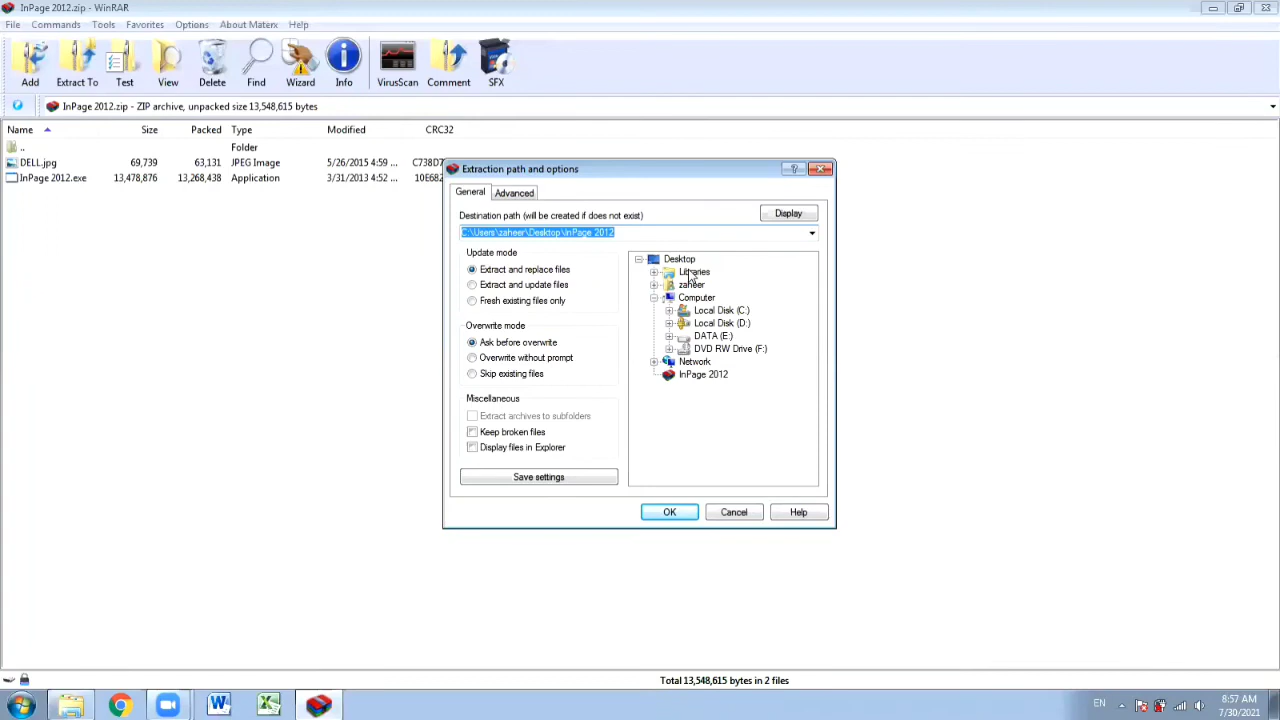 InPage 2012.zip - WinRAR
File Commands Tools Favorites Options About Materx Help
Add Extract To Test View Delete Find Wizard Info VirusScan Comment SFX
InPage 2012.zip - ZIP archive, unpacked size 13,548,615 bytes
Name Size Packed Type Modified CRC32
.. Folder
DELL.jpg 69,739 63,131 JPEG Image 5/26/2015 4:59 ... C738D7
InPage 2012.exe 13,478,876 13,268,438 Application 3/31/2013 4:52 ... 10E682
Extraction path and options
General Advanced
Destination path (will be created if does not exist)
Display
C:\Users\zaheer\Desktop\InPage 2012
Update mode
Extract and replace files
Extract and update files
Fresh existing files only
Overwrite mode
Ask before overwrite
Overwrite without prompt
Skip existing files
Miscellaneous
Extract archives to subfolders
Keep broken files
Display files in Explorer
Save settings
Desktop
Libraries
zaheer
Computer
Local Disk (C:)
Local Disk (D:)
DATA (E:)
DVD RW Drive (F:)
Network
InPage 2012
OK Cancel Help
Total 13,548,615 bytes in 2 files
EN
8:57 AM
7/30/2021